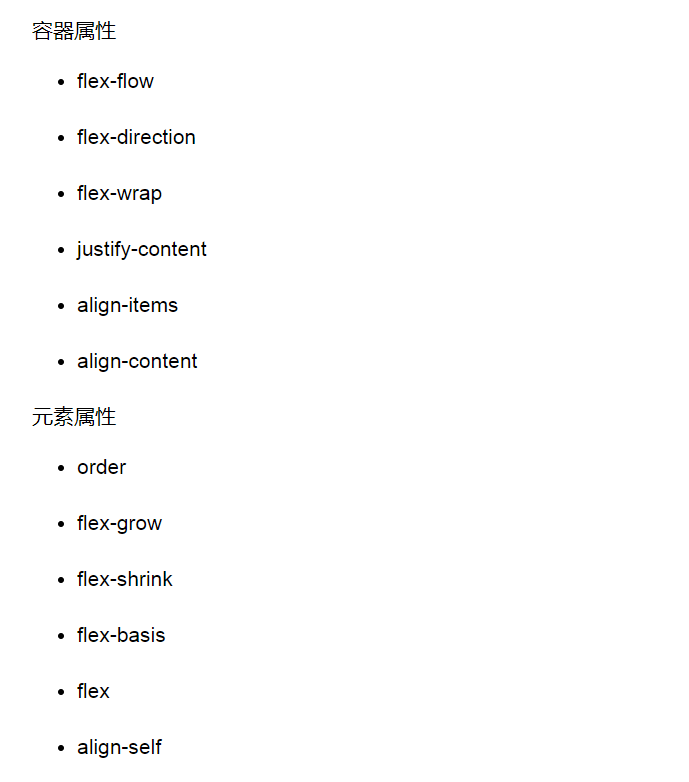 容器属性
flex-flow
flex-direction
flex-wrap
justify-content
align-items
align-content
元素属性
order
flex-grow
flex-shrink
flex-basis
flex
align-self